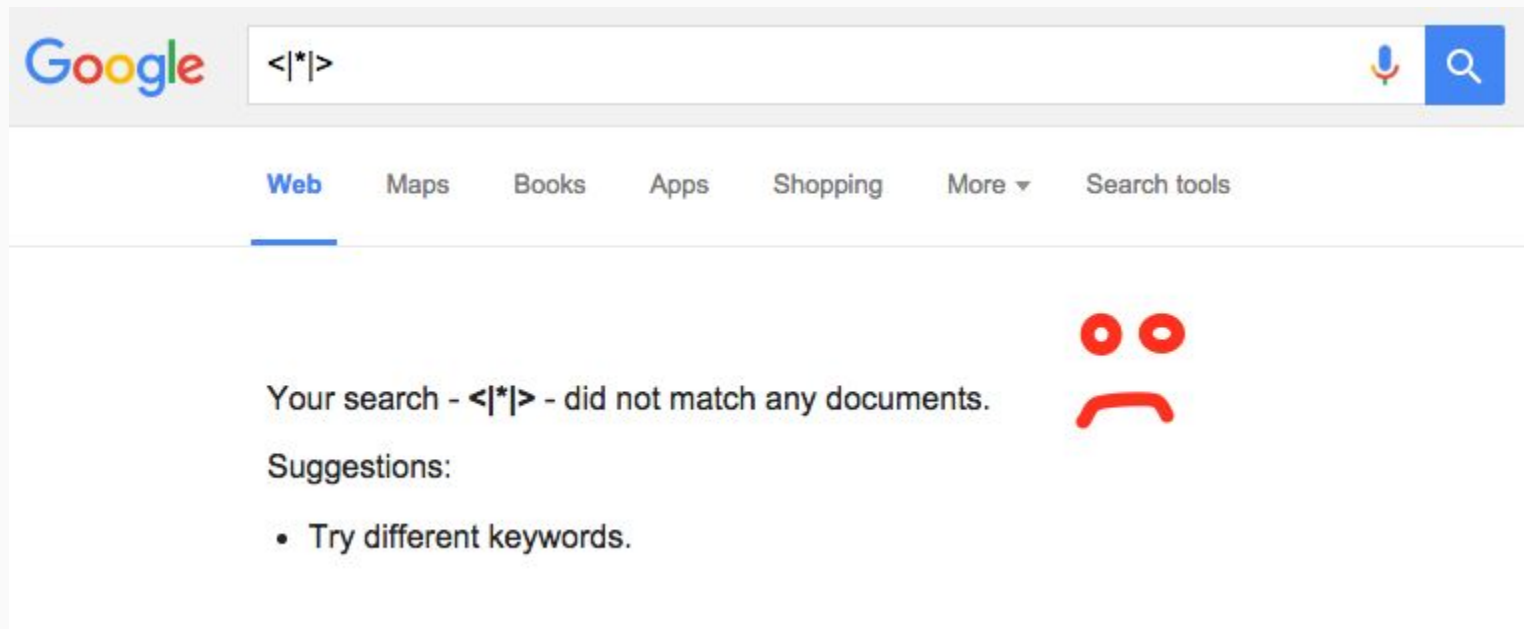 Google <|*|>
Web Maps Books Apps Shopping More Search tools
Your search - <|*|> - did not match any documents.
Suggestions:
• Try different keywords.